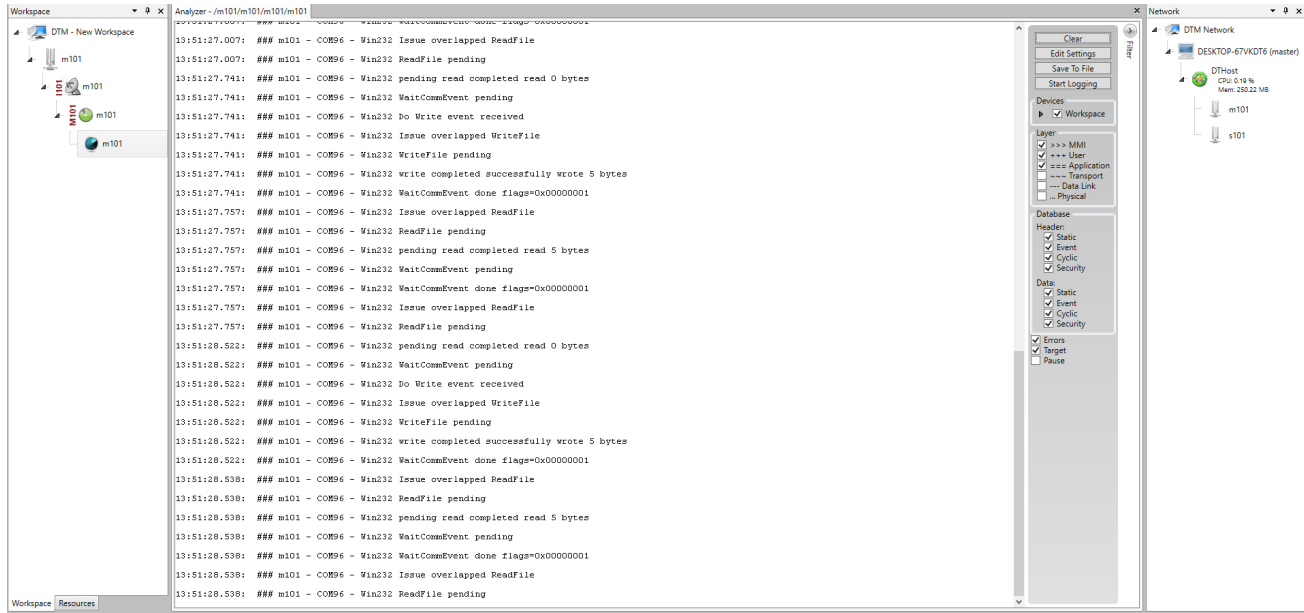 Workspace
DTM - New Workspace
m101
I101 m101
M101 m101
m101
Workspace Resources
Analyzer - /m101/m101/m101/m101
13:51:27.007: ### m101 - COM96 - Win232 WaitCommEvent done flags=0x00000001
13:51:27.007: ### m101 - COM96 - Win232 Issue overlapped ReadFile
13:51:27.007: ### m101 - COM96 - Win232 ReadFile pending
13:51:27.741: ### m101 - COM96 - Win232 pending read completed read 0 bytes
13:51:27.741: ### m101 - COM96 - Win232 WaitCommEvent pending
13:51:27.741: ### m101 - COM96 - Win232 Do Write event received
13:51:27.741: ### m101 - COM96 - Win232 Issue overlapped WriteFile
13:51:27.741: ### m101 - COM96 - Win232 WriteFile pending
13:51:27.741: ### m101 - COM96 - Win232 write completed successfully wrote 5 bytes
13:51:27.741: ### m101 - COM96 - Win232 WaitCommEvent done flags=0x00000001
13:51:27.757: ### m101 - COM96 - Win232 Issue overlapped ReadFile
13:51:27.757: ### m101 - COM96 - Win232 ReadFile pending
13:51:27.757: ### m101 - COM96 - Win232 pending read completed read 5 bytes
13:51:27.757: ### m101 - COM96 - Win232 WaitCommEvent pending
13:51:27.757: ### m101 - COM96 - Win232 WaitCommEvent done flags=0x00000001
13:51:27.757: ### m101 - COM96 - Win232 Issue overlapped ReadFile
13:51:27.757: ### m101 - COM96 - Win232 ReadFile pending
13:51:28.522: ### m101 - COM96 - Win232 pending read completed read 0 bytes
13:51:28.522: ### m101 - COM96 - Win232 WaitCommEvent pending
13:51:28.522: ### m101 - COM96 - Win232 Do Write event received
13:51:28.522: ### m101 - COM96 - Win232 Issue overlapped WriteFile
13:51:28.522: ### m101 - COM96 - Win232 WriteFile pending
13:51:28.522: ### m101 - COM96 - Win232 write completed successfully wrote 5 bytes
13:51:28.522: ### m101 - COM96 - Win232 WaitCommEvent done flags=0x00000001
13:51:28.538: ### m101 - COM96 - Win232 Issue overlapped ReadFile
13:51:28.538: ### m101 - COM96 - Win232 ReadFile pending
13:51:28.538: ### m101 - COM96 - Win232 pending read completed read 5 bytes
13:51:28.538: ### m101 - COM96 - Win232 WaitCommEvent pending
13:51:28.538: ### m101 - COM96 - Win232 WaitCommEvent done flags=0x00000001
13:51:28.538: ### m101 - COM96 - Win232 Issue overlapped ReadFile
13:51:28.538: ### m101 - COM96 - Win232 ReadFile pending
Filter
Clear
Edit Settings
Save To File
Start Logging
Devices
Workspace
Layer
>>> MMI
+++ User
=== Application
~~~ Transport
--- Data Link
... Physical
Database
Header:
Static
Event
Cyclic
Security
Data:
Static
Event
Cyclic
Security
Errors
Target
Pause
Network
DTM Network
DESKTOP-67VKDT6 (master)
DTHost
CPU: 0.19 %
Mem: 250.22 MB
m101
s101